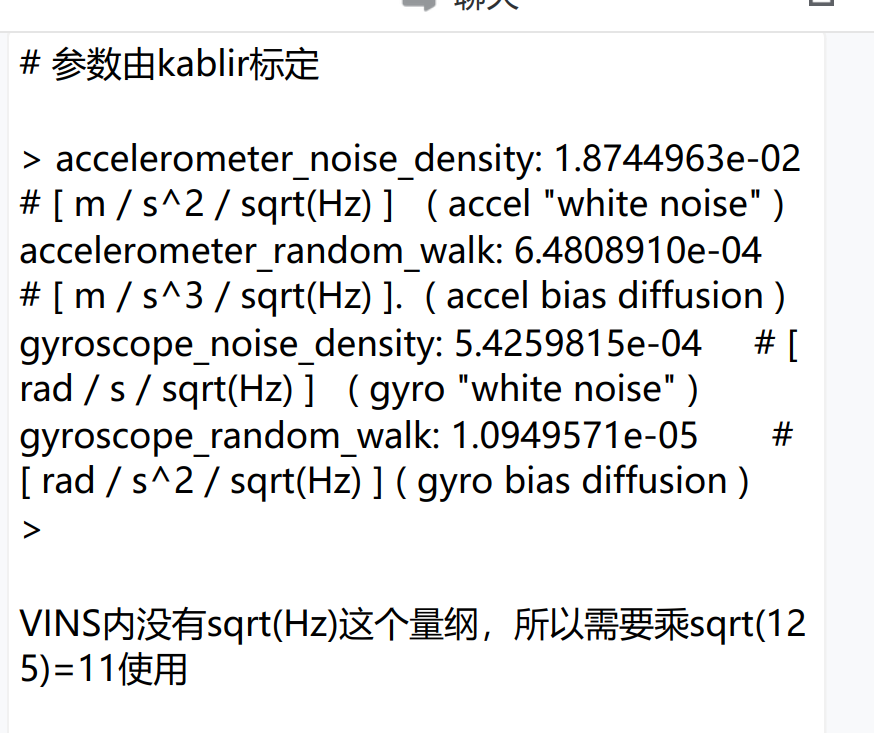 聊天
# 参数由kablir标定
> accelerometer_noise_density: 1.8744963e-02
# [ m / s^2 / sqrt(Hz) ]   ( accel "white noise" )
accelerometer_random_walk: 6.4808910e-04
# [ m / s^3 / sqrt(Hz) ].  ( accel bias diffusion )
gyroscope_noise_density: 5.4259815e-04     # [
rad / s / sqrt(Hz) ]   ( gyro "white noise" )
gyroscope_random_walk: 1.0949571e-05       #
[ rad / s^2 / sqrt(Hz) ] ( gyro bias diffusion )
>
VINS内没有sqrt(Hz)这个量纲，所以需要乘sqrt(12
5)=11使用